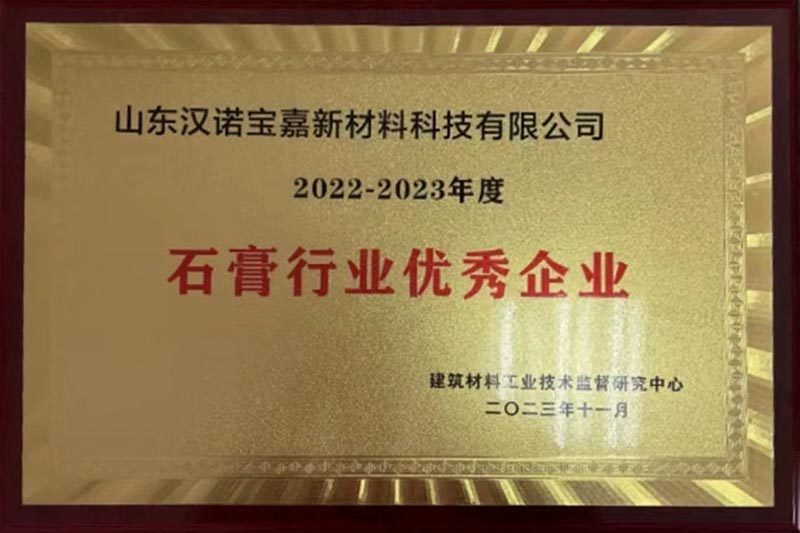 山东汉诺宝嘉新材料科技有限公司
2022-2023年度
石膏行业优秀企业
建筑材料工业技术监督研究中心
二〇二三年十一月